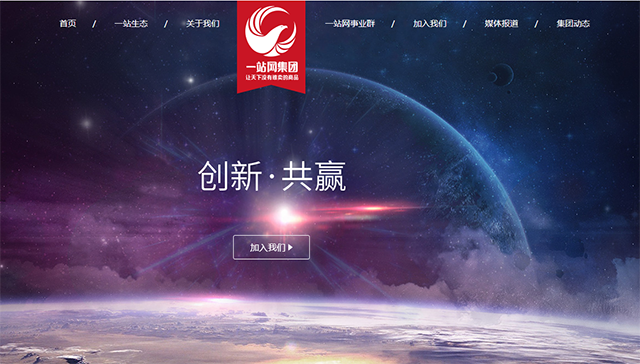 首页 / 一站生态 / 关于我们 一站网事业群 / 加入我们 / 媒体报道 / 集团动态
一站网集团
让天下没有难卖的商品
创新·共赢
加入我们